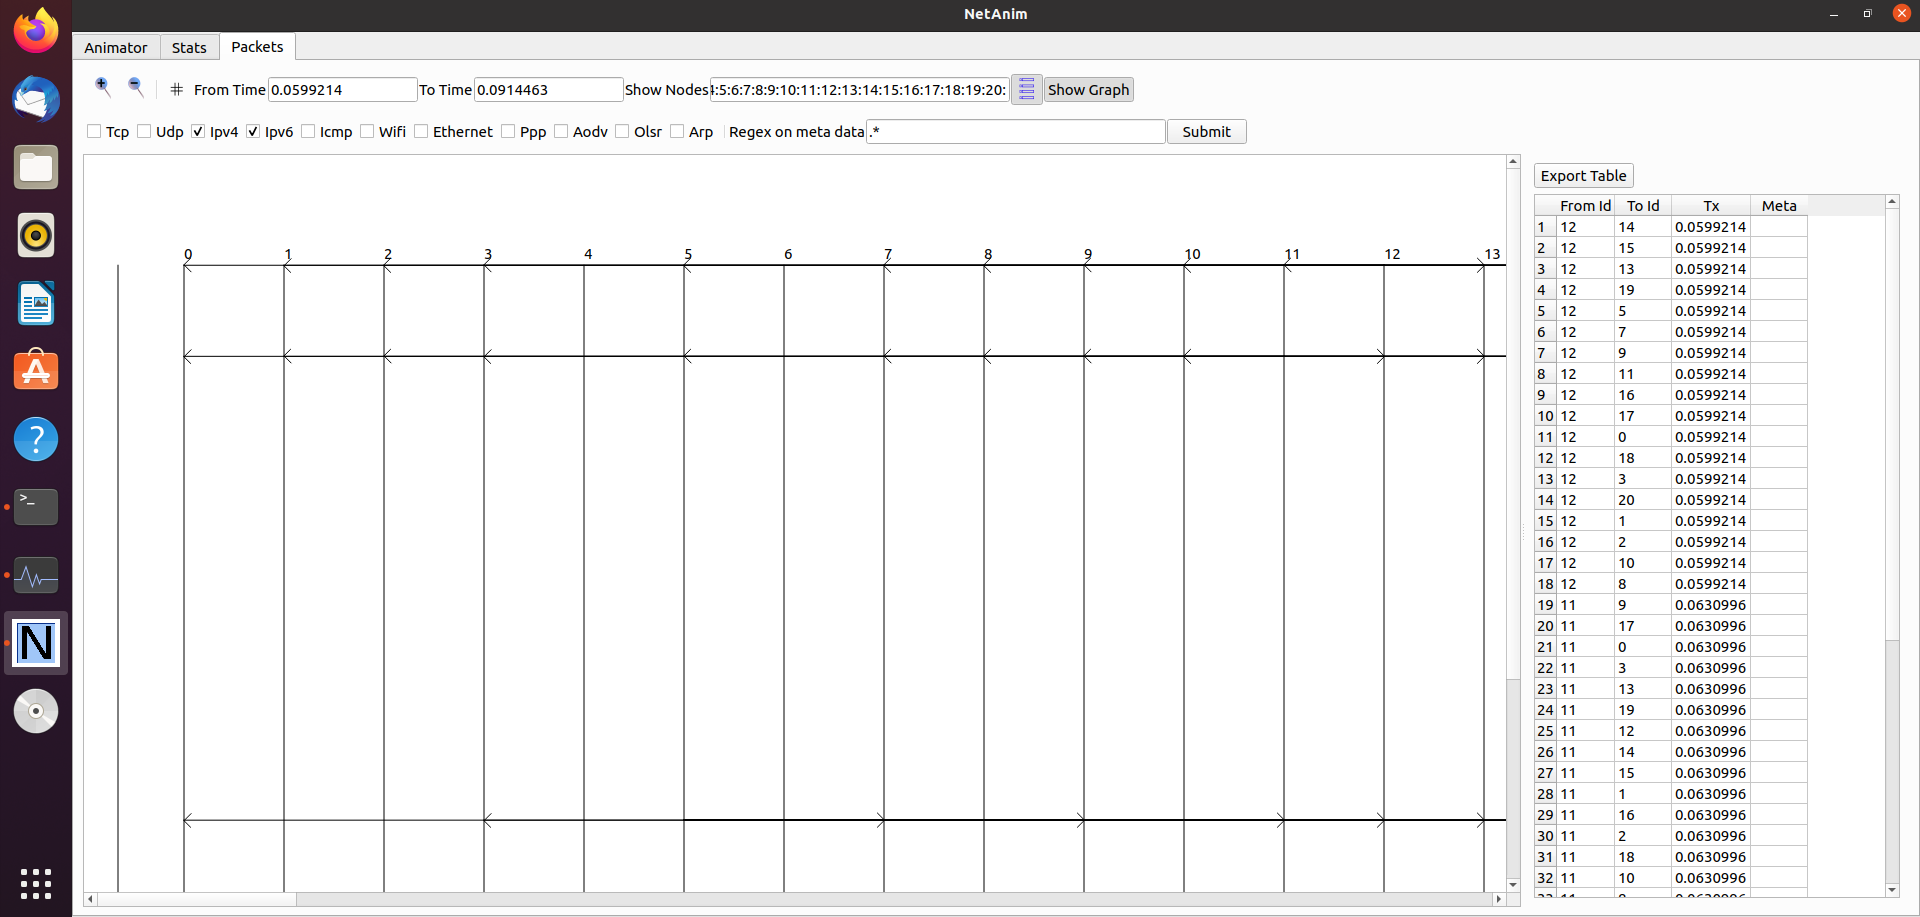 NetAnim
Animator Stats Packets
# From Time 0.0599214 To Time 0.0914463 Show Nodes :5:6:7:8:9:10:11:12:13:14:15:16:17:18:19:20: Show Graph
Tcp Udp Ipv4 Ipv6 Icmp Wifi Ethernet Ppp Aodv Olsr Arp Regex on meta data .* Submit
Export Table
0 1 2 3 4 5 6 7 8 9 10 11 12 13
From Id To Id Tx Meta
1 12 14 0.0599214
2 12 15 0.0599214
3 12 13 0.0599214
4 12 19 0.0599214
5 12 5 0.0599214
6 12 7 0.0599214
7 12 9 0.0599214
8 12 11 0.0599214
9 12 16 0.0599214
10 12 17 0.0599214
11 12 0 0.0599214
12 12 18 0.0599214
13 12 3 0.0599214
14 12 20 0.0599214
15 12 1 0.0599214
16 12 2 0.0599214
17 12 10 0.0599214
18 12 8 0.0599214
19 11 9 0.0630996
20 11 17 0.0630996
21 11 0 0.0630996
22 11 3 0.0630996
23 11 13 0.0630996
24 11 19 0.0630996
25 11 12 0.0630996
26 11 14 0.0630996
27 11 15 0.0630996
28 11 1 0.0630996
29 11 16 0.0630996
30 11 2 0.0630996
31 11 18 0.0630996
32 11 10 0.0630996